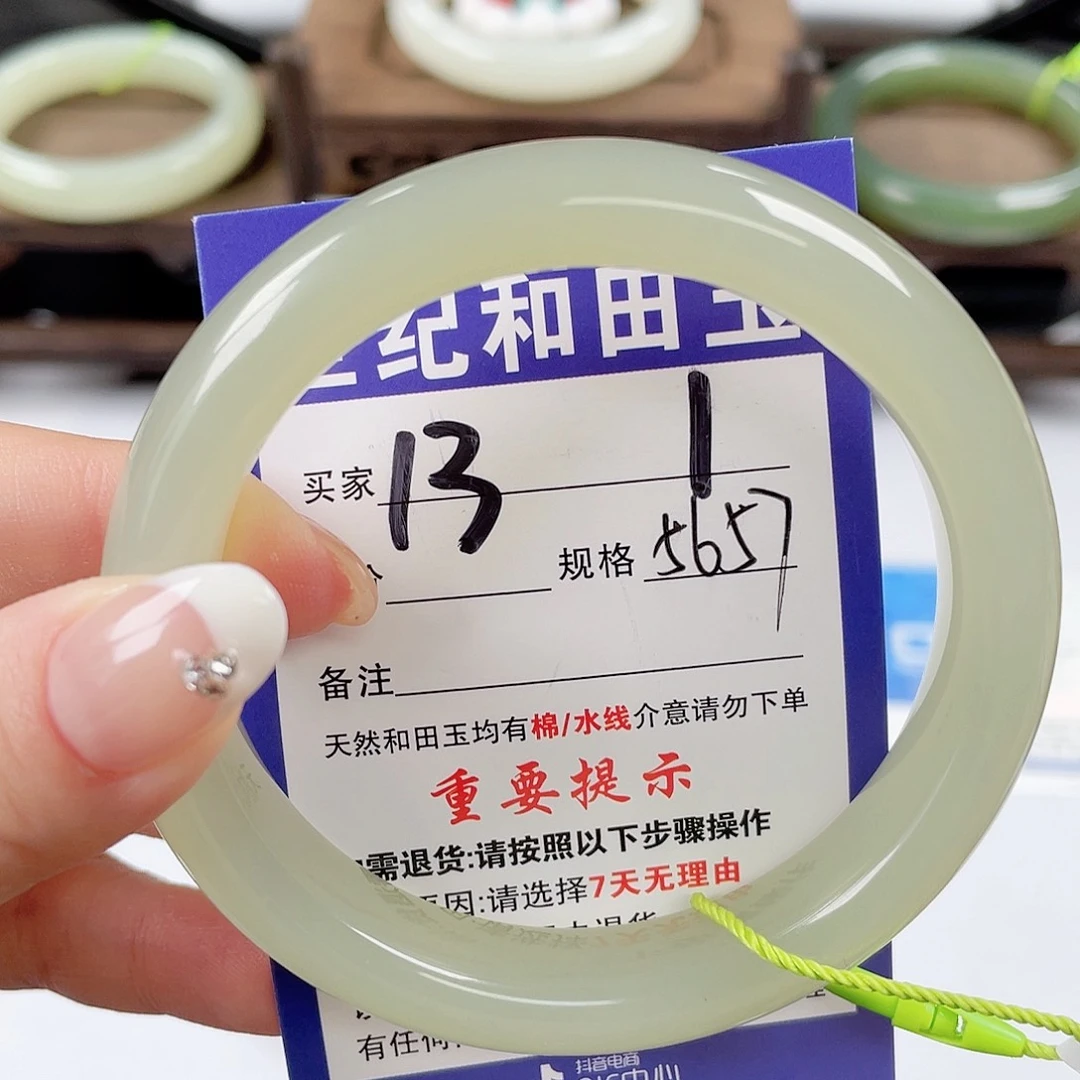 纪和田玉
买家 13 1
规格 5657
备注
天然和田玉均有棉/水线介意请勿下单
重要提示
需退货:请按照以下步骤操作
因:请选择7天无理由
有任何
抖音电商